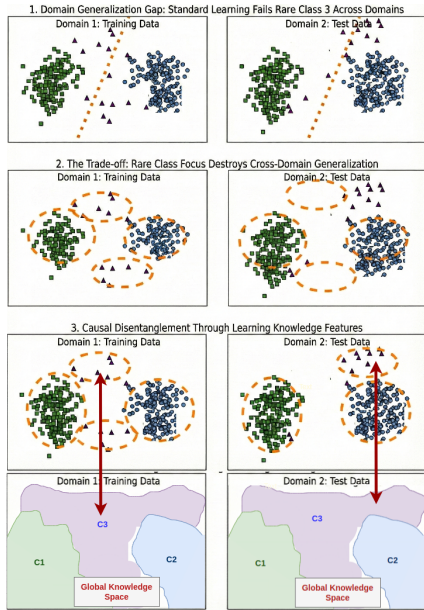 1. Domain Generalization Gap: Standard Learning Fails Rare Class 3 Across Domains
Domain 1: Training Data
Domain 2: Test Data
2. The Trade-off: Rare Class Focus Destroys Cross-Domain Generalization
Domain 1: Training Data
Domain 2: Test Data
3. Causal Disentanglement Through Learning Knowledge Features
Domain 1: Training Data
Domain 2: Test Data
Domain 1: Training Data
Domain 2: Test Data
C3
C3
C1
C2
C1
C2
Global Knowledge
Space
Global Knowledge
Space